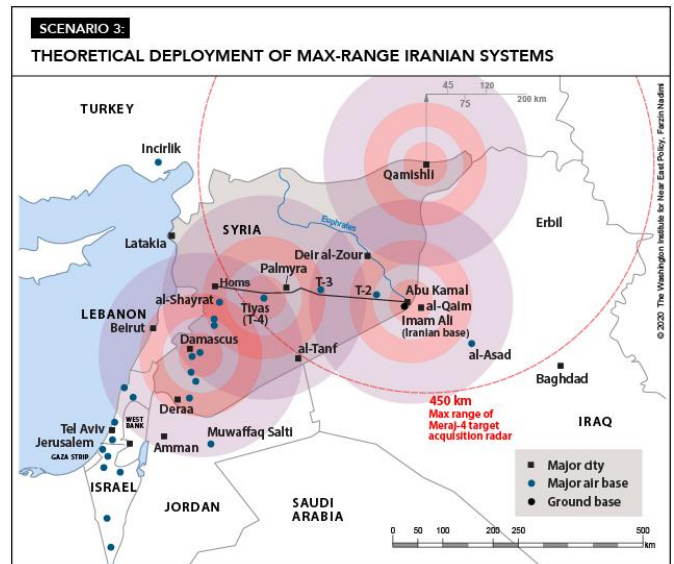 SCENARIO 3:
THEORETICAL DEPLOYMENT OF MAX-RANGE IRANIAN SYSTEMS
45
120
75
200 km
TURKEY
Incirlik
Qamishli
© 2020 The Washington Institute for Near East Policy, Farzin Nadimi
Erbil
SYRIA
Euphrates
Latakia
Deir al-Zour
Palmyra
Homs
T-3
T-2
Abu Kamal
al-Shayrat
Tiyas
(T-4)
al-Qaim
LEBANON
Imam Ali
(Iranian base)
Beirut
Damascus
al-Tanf
al-Asad
Baghdad
Deraa
450 km
Max range of
Meraj-4 target
acquisition radar
IRAQ
Tel Aviv
WEST
BANK
Jerusalem
GAZA STRIP
Amman
Muwaffaq Salti
ISRAEL
JORDAN
SAUDI
ARABIA
Major city
Major air base
Ground base
0 50 100 200 250 500
km